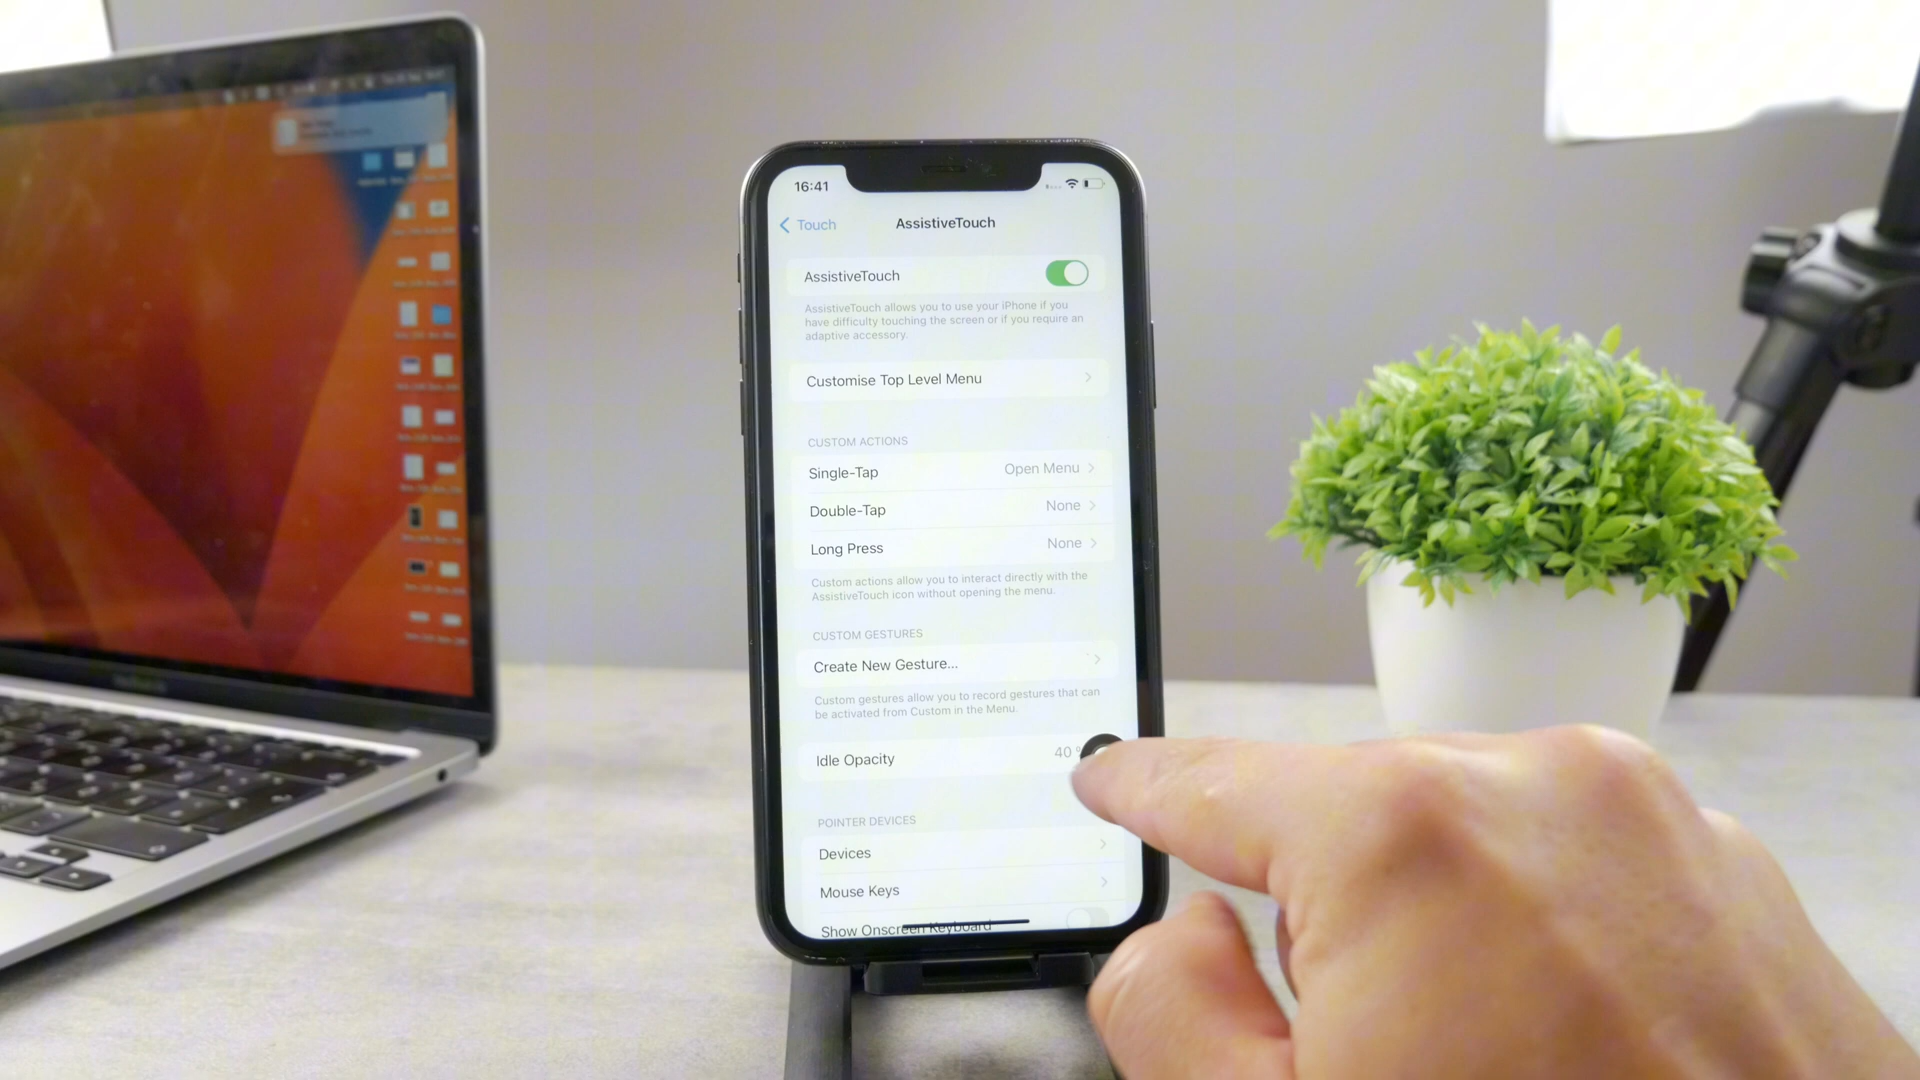 16:41
Touch
AssistiveTouch
AssistiveTouch
AssistiveTouch allows you to use your iPhone if you
have difficulty touching the screen or if you require an
adaptive accessory.
Customise Top Level Menu
CUSTOM ACTIONS
Single-Tap Open Menu
Double-Tap None
Long Press None
Custom actions allow you to interact directly with the
AssistiveTouch icon without opening the menu.
CUSTOM GESTURES
Create New Gesture...
Custom gestures allow you to record gestures that can
be activated from Custom in the Menu.
Idle Opacity 40 %
POINTER DEVICES
Devices
Mouse Keys
Show Onscreen Keyboard